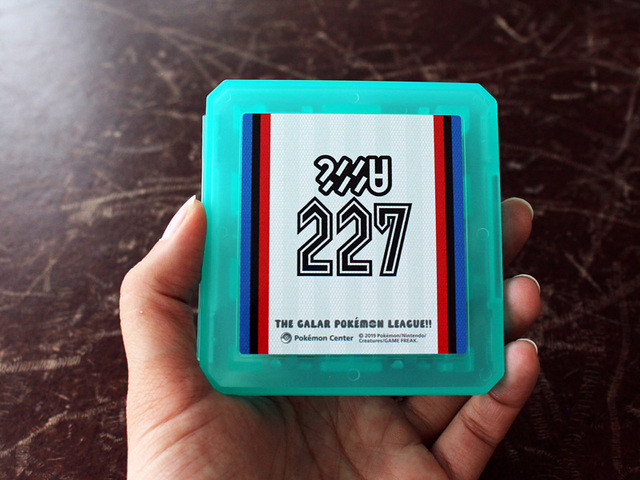 227
THE GALAR POKÉMON LEAGUE!!
Pokémon Center
© 2019 Pokémon/Nintendo/
Creatures/GAME FREAK.